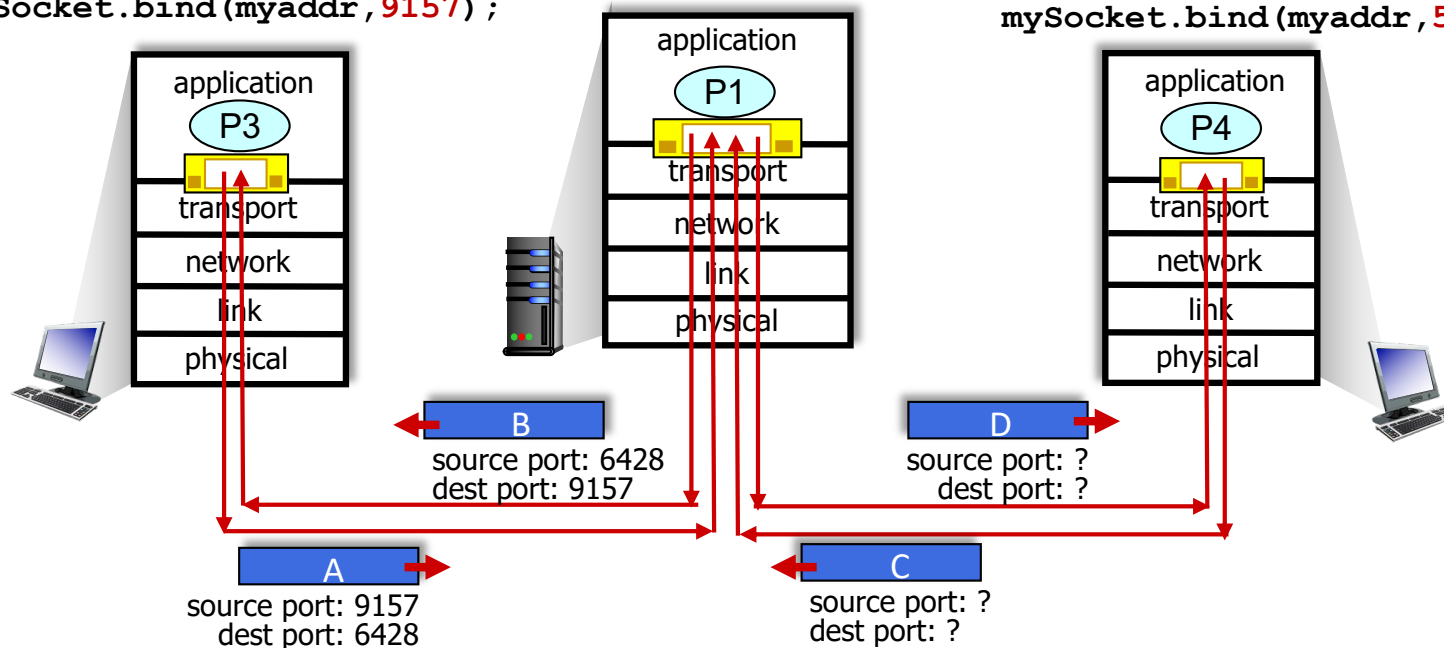 Socket.bind(myaddr,9157);
mySocket.bind(myaddr,5
application
P3
transport
network
link
physical
application
P1
transport
network
link
physical
application
P4
transport
network
link
physical
B
source port: 6428
dest port: 9157
D
source port: ?
dest port: ?
A
source port: 9157
dest port: 6428
C
source port: ?
dest port: ?